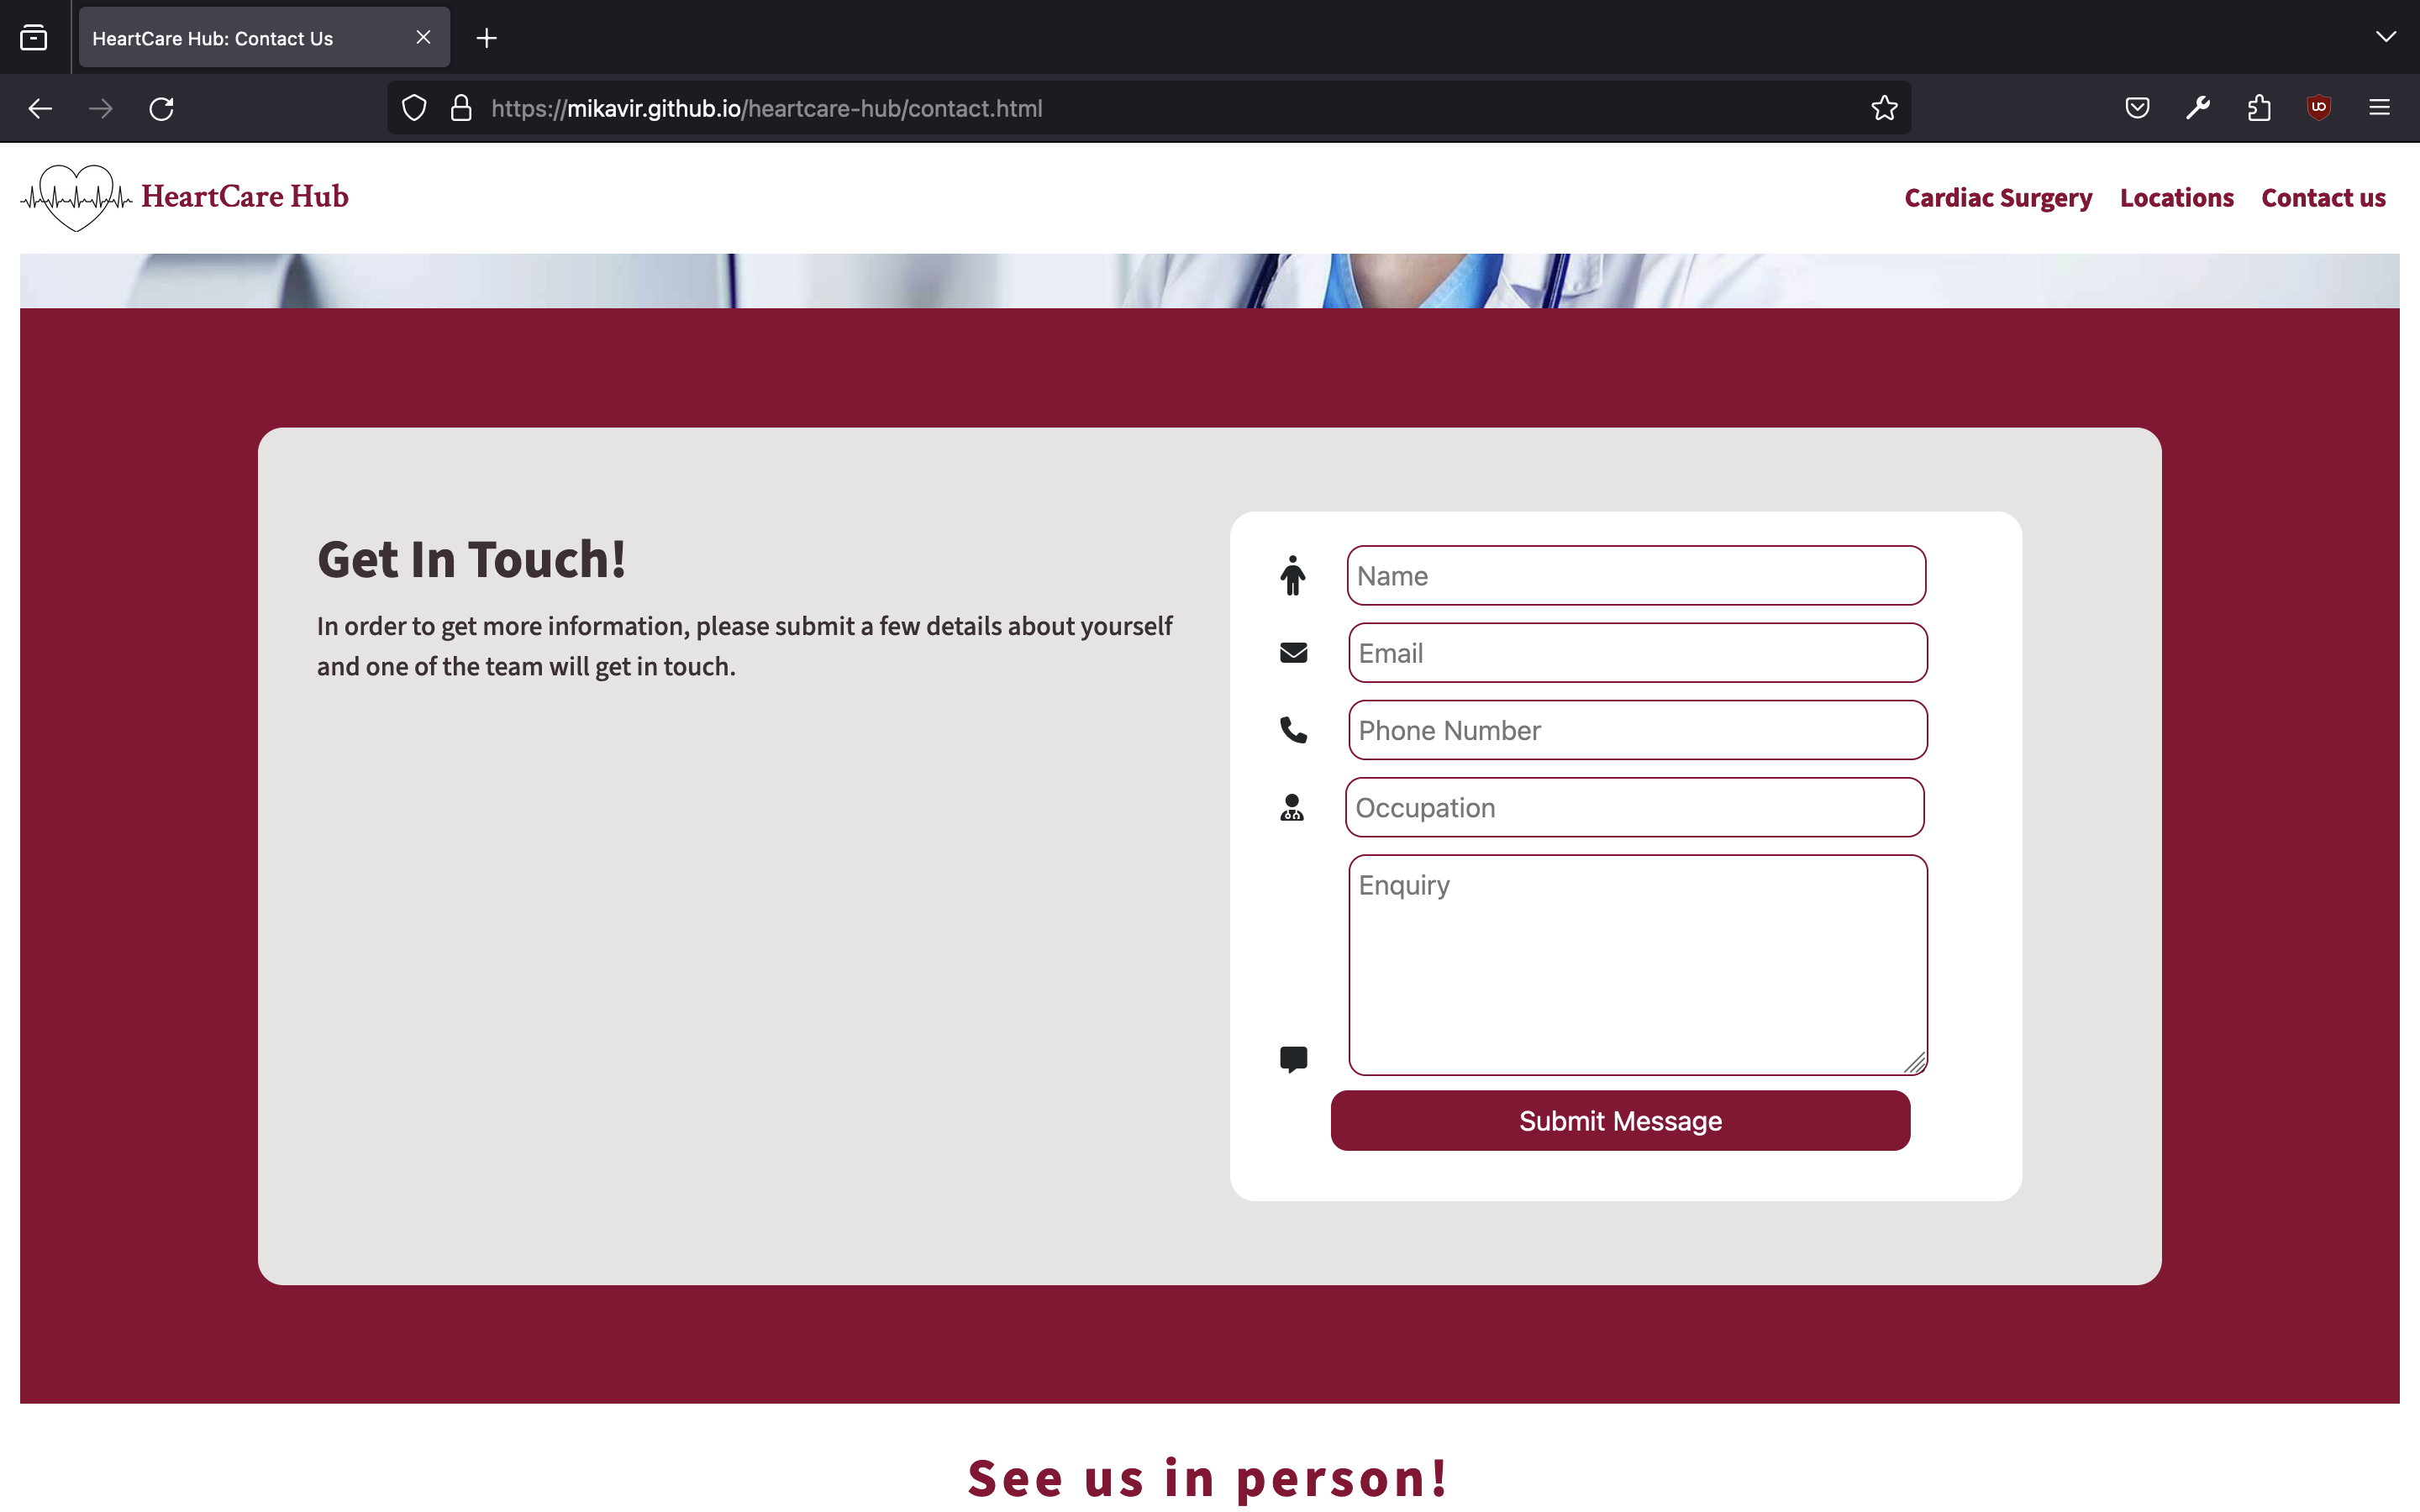 HeartCare Hub: Contact Us
https://mikavir.github.io/heartcare-hub/contact.html
HeartCare Hub
Cardiac Surgery Locations Contact us
Get In Touch!
In order to get more information, please submit a few details about yourself
and one of the team will get in touch.
Name
Email
Phone Number
Occupation
Enquiry
Submit Message
See us in person!